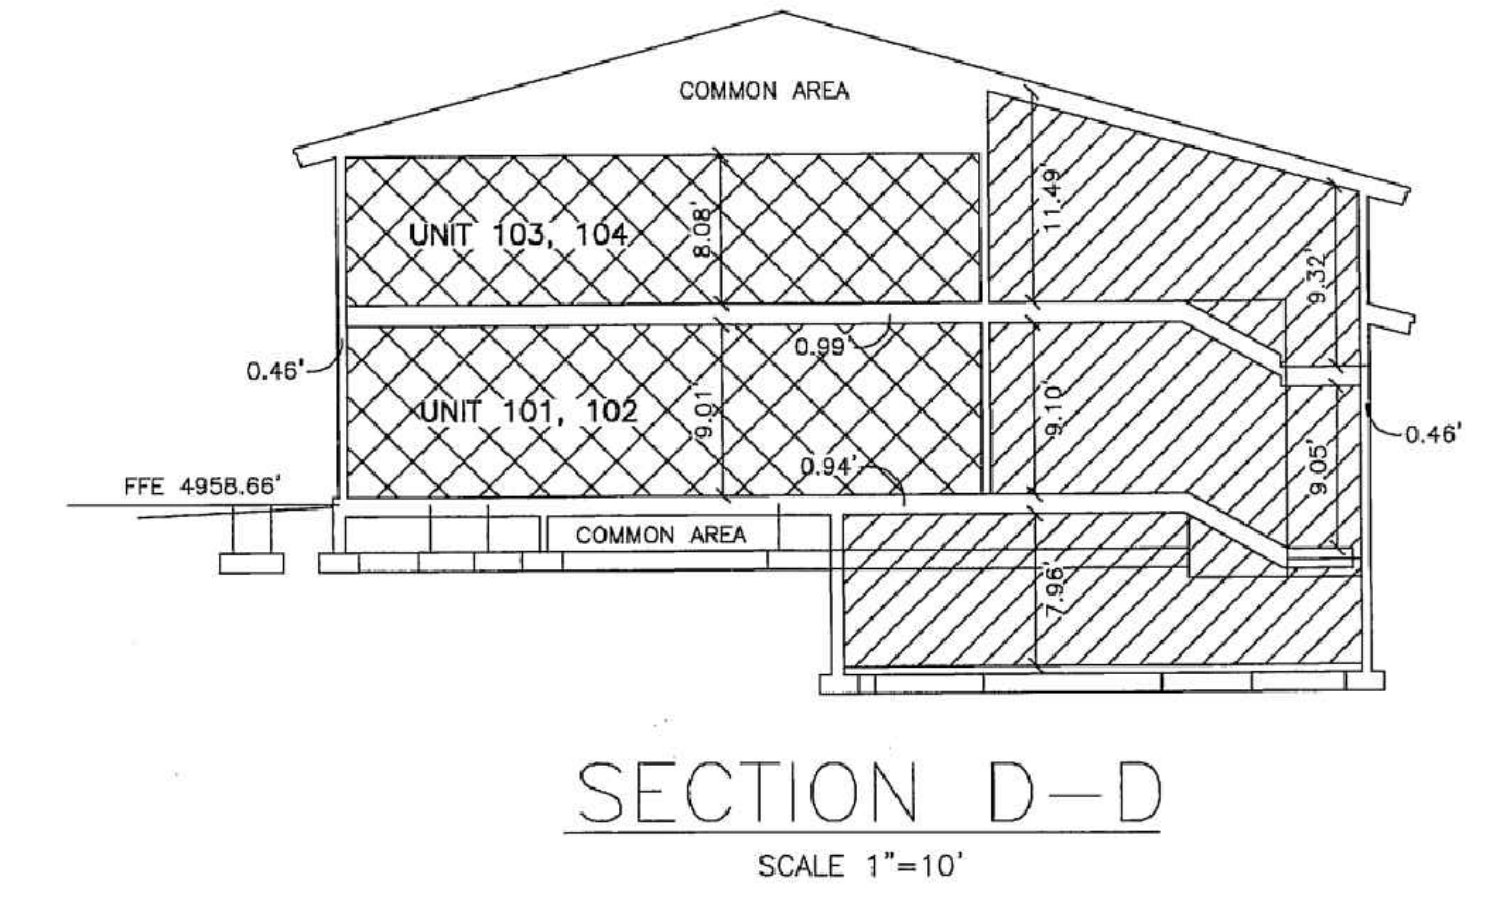 COMMON AREA
11.49'
UNIT 103, 104
8.08'
9.32'
0.99'
0.46'
UNIT 101, 102
9.01'
9.10'
0.46'
9.05'
0.94'
FFE 4958.66'
COMMON AREA
7.96'
SECTION D-D
SCALE 1"=10'